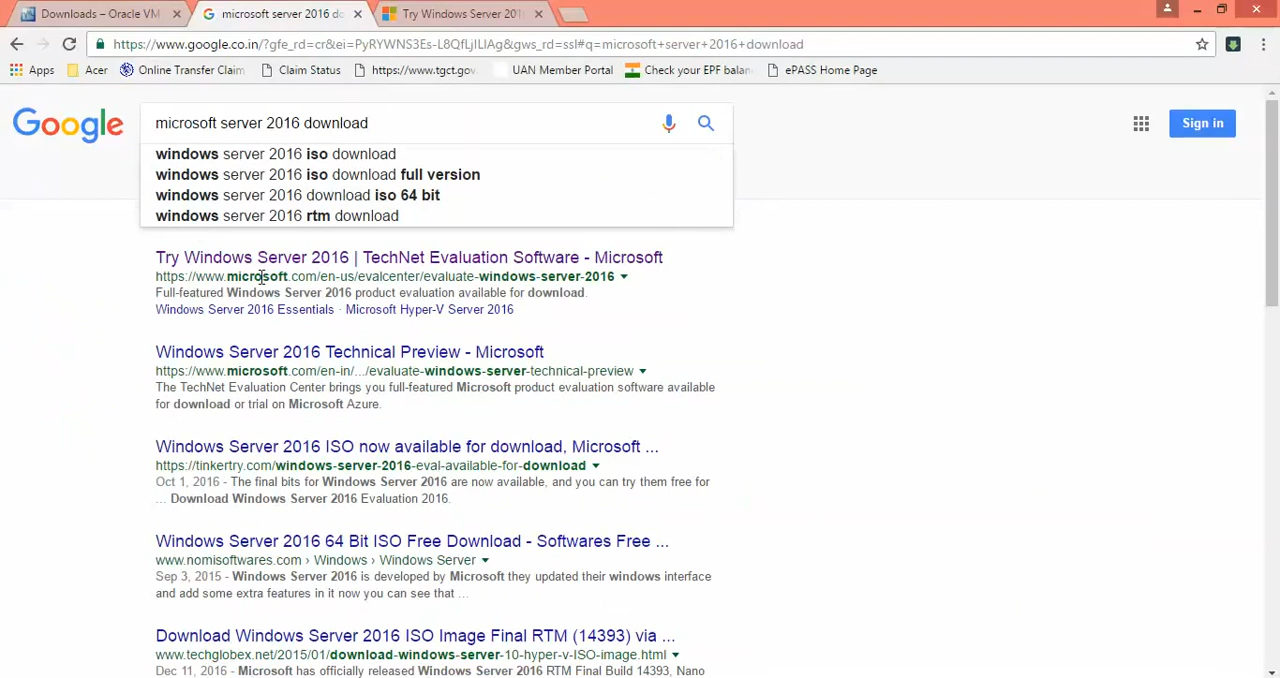 Downloads – Oracle VM
microsoft server 2016 do
Try Windows Server 201
https://www.google.co.in/?gfe_rd=cr&ei=PyRYWNS3Es-L8QfLjILIAg&gws_rd=ssl#q=microsoft+server+2016+download
Apps
Acer
Online Transfer Claim
Claim Status
https://www.tgct.gov.
UAN Member Portal
Check your EPF balan
ePASS Home Page
Google
microsoft server 2016 download
Sign in
windows server 2016 iso download
windows server 2016 iso download full version
windows server 2016 download iso 64 bit
windows server 2016 rtm download
Try Windows Server 2016 | TechNet Evaluation Software - Microsoft
https://www.microsoft.com/en-us/evalcenter/evaluate-windows-server-2016
Full-featured Windows Server 2016 product evaluation available for download.
Windows Server 2016 Essentials · Microsoft Hyper-V Server 2016
Windows Server 2016 Technical Preview - Microsoft
https://www.microsoft.com/en-in/.../evaluate-windows-server-technical-preview
The TechNet Evaluation Center brings you full-featured Microsoft product evaluation software available
for download or trial on Microsoft Azure.
Windows Server 2016 ISO now available for download, Microsoft ...
https://tinkertry.com/windows-server-2016-eval-available-for-download
Oct 1, 2016 - The final bits for Windows Server 2016 are now available, and you can try them free for
... Download Windows Server 2016 Evaluation 2016.
Windows Server 2016 64 Bit ISO Free Download - Softwares Free ...
www.nomisoftwares.com › Windows › Windows Server
Sep 3, 2015 - Windows Server 2016 is developed by Microsoft they updated their windows interface
and add some extra features in it now you can see that ...
Download Windows Server 2016 ISO Image Final RTM (14393) via ...
www.techglobex.net/2015/01/download-windows-server-10-hyper-v-ISO-image.html
Dec 11, 2016 - Microsoft has officially released Windows Server 2016 RTM Final Build 14393, Nano